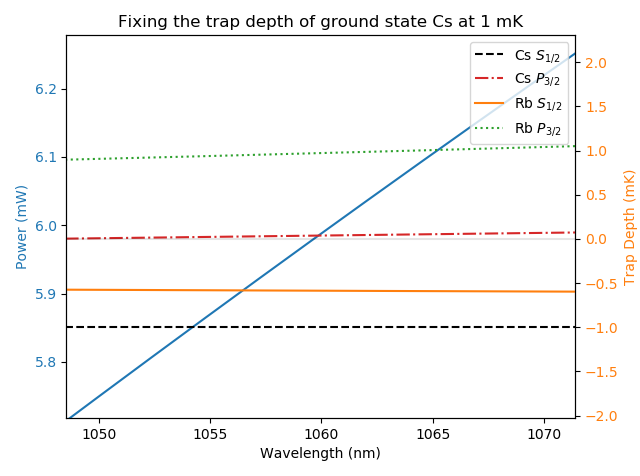 Fixing the trap depth of ground state Cs at 1 mK
Cs S1/2
Cs P3/2
Rb S1/2
Rb P3/2
Power (mW)
6.2
6.1
6.0
5.9
5.8
2.0
1.5
1.0
0.5
0.0
−0.5
−1.0
−1.5
−2.0
Trap Depth (mK)
1050
1055
1060
1065
1070
Wavelength (nm)